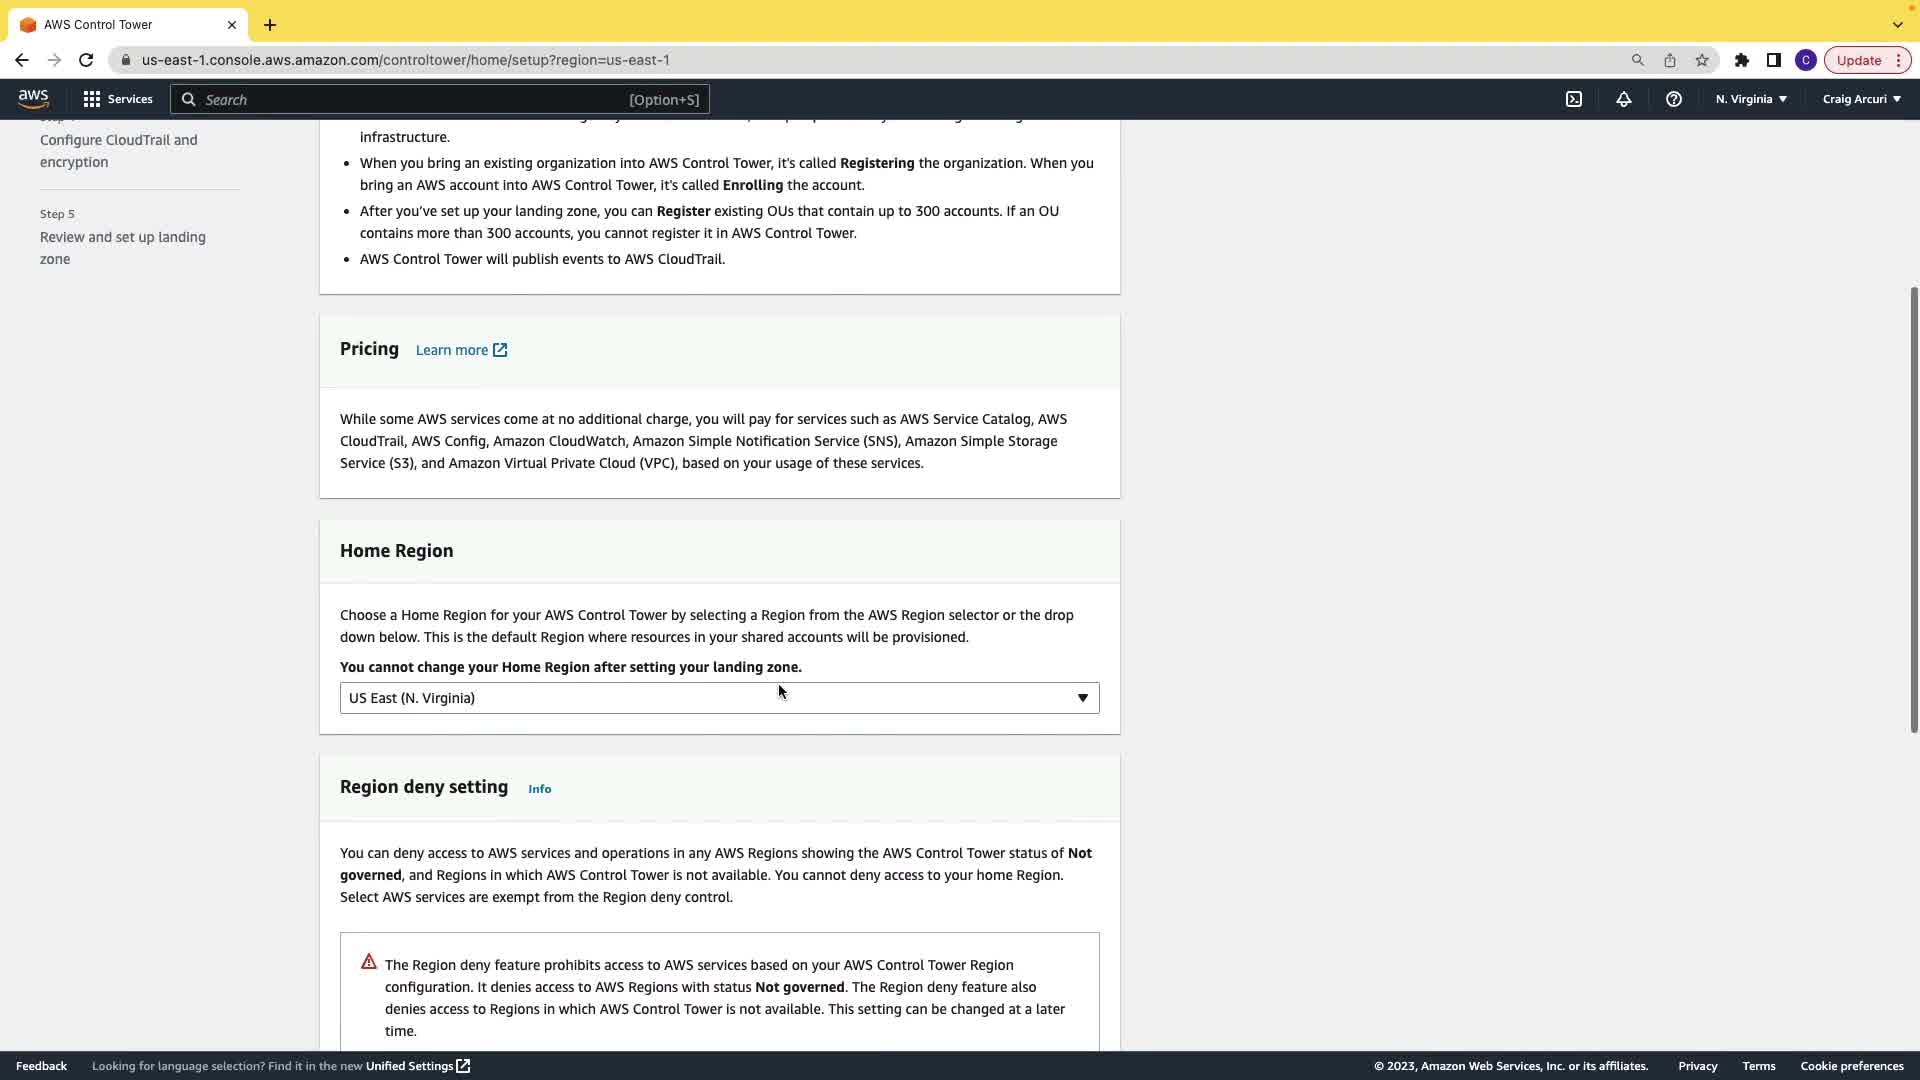 AWS Control Tower
us-east-1.console.aws.amazon.com/controltower/home/setup?region=us-east-1
C
Update
aws
Services
Search
[Option+S]
N. Virginia
Craig Arcuri
Configure CloudTrail and
encryption
Step 5
Review and set up landing
zone
infrastructure.
• When you bring an existing organization into AWS Control Tower, it's called Registering the organization. When you
bring an AWS account into AWS Control Tower, it's called Enrolling the account.
• After you've set up your landing zone, you can Register existing OUs that contain up to 300 accounts. If an OU
contains more than 300 accounts, you cannot register it in AWS Control Tower.
• AWS Control Tower will publish events to AWS CloudTrail.
Pricing Learn more
While some AWS services come at no additional charge, you will pay for services such as AWS Service Catalog, AWS
CloudTrail, AWS Config, Amazon CloudWatch, Amazon Simple Notification Service (SNS), Amazon Simple Storage
Service (S3), and Amazon Virtual Private Cloud (VPC), based on your usage of these services.
Home Region
Choose a Home Region for your AWS Control Tower by selecting a Region from the AWS Region selector or the drop
down below. This is the default Region where resources in your shared accounts will be provisioned.
You cannot change your Home Region after setting your landing zone.
US East (N. Virginia)
Region deny setting Info
You can deny access to AWS services and operations in any AWS Regions showing the AWS Control Tower status of Not
governed, and Regions in which AWS Control Tower is not available. You cannot deny access to your home Region.
Select AWS services are exempt from the Region deny control.
The Region deny feature prohibits access to AWS services based on your AWS Control Tower Region
configuration. It denies access to AWS Regions with status Not governed. The Region deny feature also
denies access to Regions in which AWS Control Tower is not available. This setting can be changed at a later
time.
Feedback
Looking for language selection? Find it in the new Unified Settings
© 2023, Amazon Web Services, Inc. or its affiliates.
Privacy
Terms
Cookie preferences